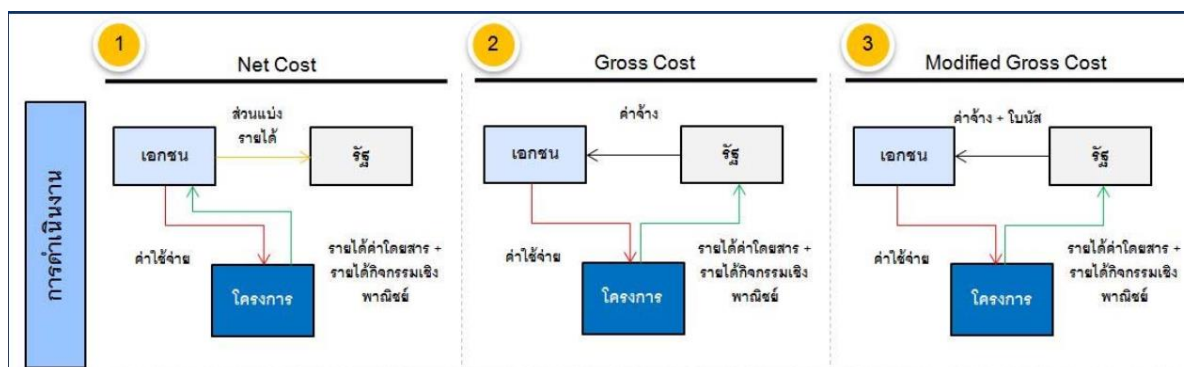 1
Net Cost
ส่วนแบ่ง
รายได้
เอกชน
รัฐ
ค่าใช้จ่าย
รายได้ค่าโดยสาร +
รายได้กิจกรรมเชิง
พาณิชย์
โครงการ
2
Gross Cost
ค่าจ้าง
เอกชน
รัฐ
ค่าใช้จ่าย
รายได้ค่าโดยสาร +
รายได้กิจกรรมเชิง
พาณิชย์
โครงการ
3
Modified Gross Cost
ค่าจ้าง + โบนัส
เอกชน
รัฐ
ค่าใช้จ่าย
รายได้ค่าโดยสาร +
รายได้กิจกรรมเชิง
พาณิชย์
โครงการ
การดำเนินงาน